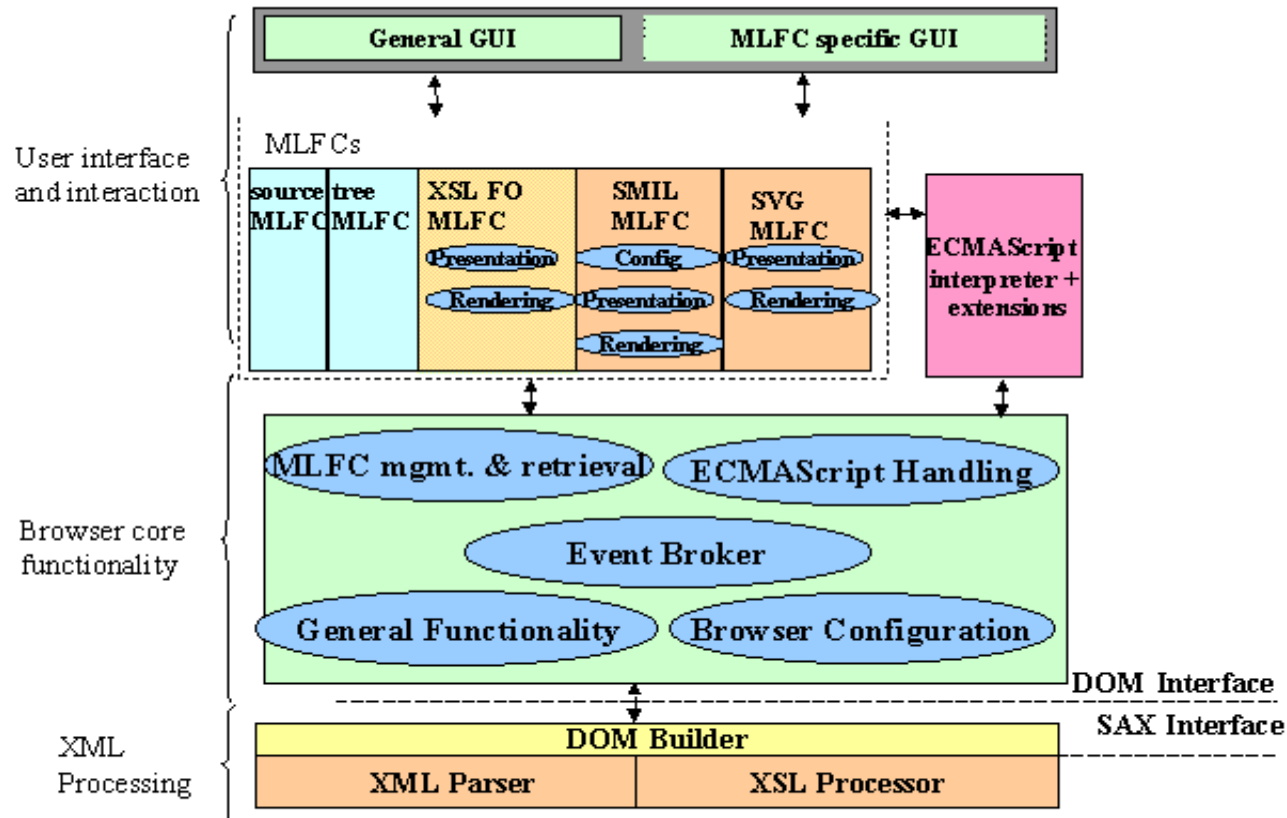 General GUI
MLFC specific GUI
User interface
and interaction
MLFCs
source
MLFC
tree
MLFC
XSL FO
MLFC
Presentation
Rendering
SMIL
MLFC
Config
Presentation
Rendering
SVG
MLFC
Presentation
Rendering
ECMAScript
interpreter +
extensions
Browser core
functionality
MLFC mgmt. & retrieval
ECMAScript Handling
Event Broker
General Functionality
Browser Configuration
DOM Interface
SAX Interface
XML
Processing
DOM Builder
XML Parser
XSL Processor